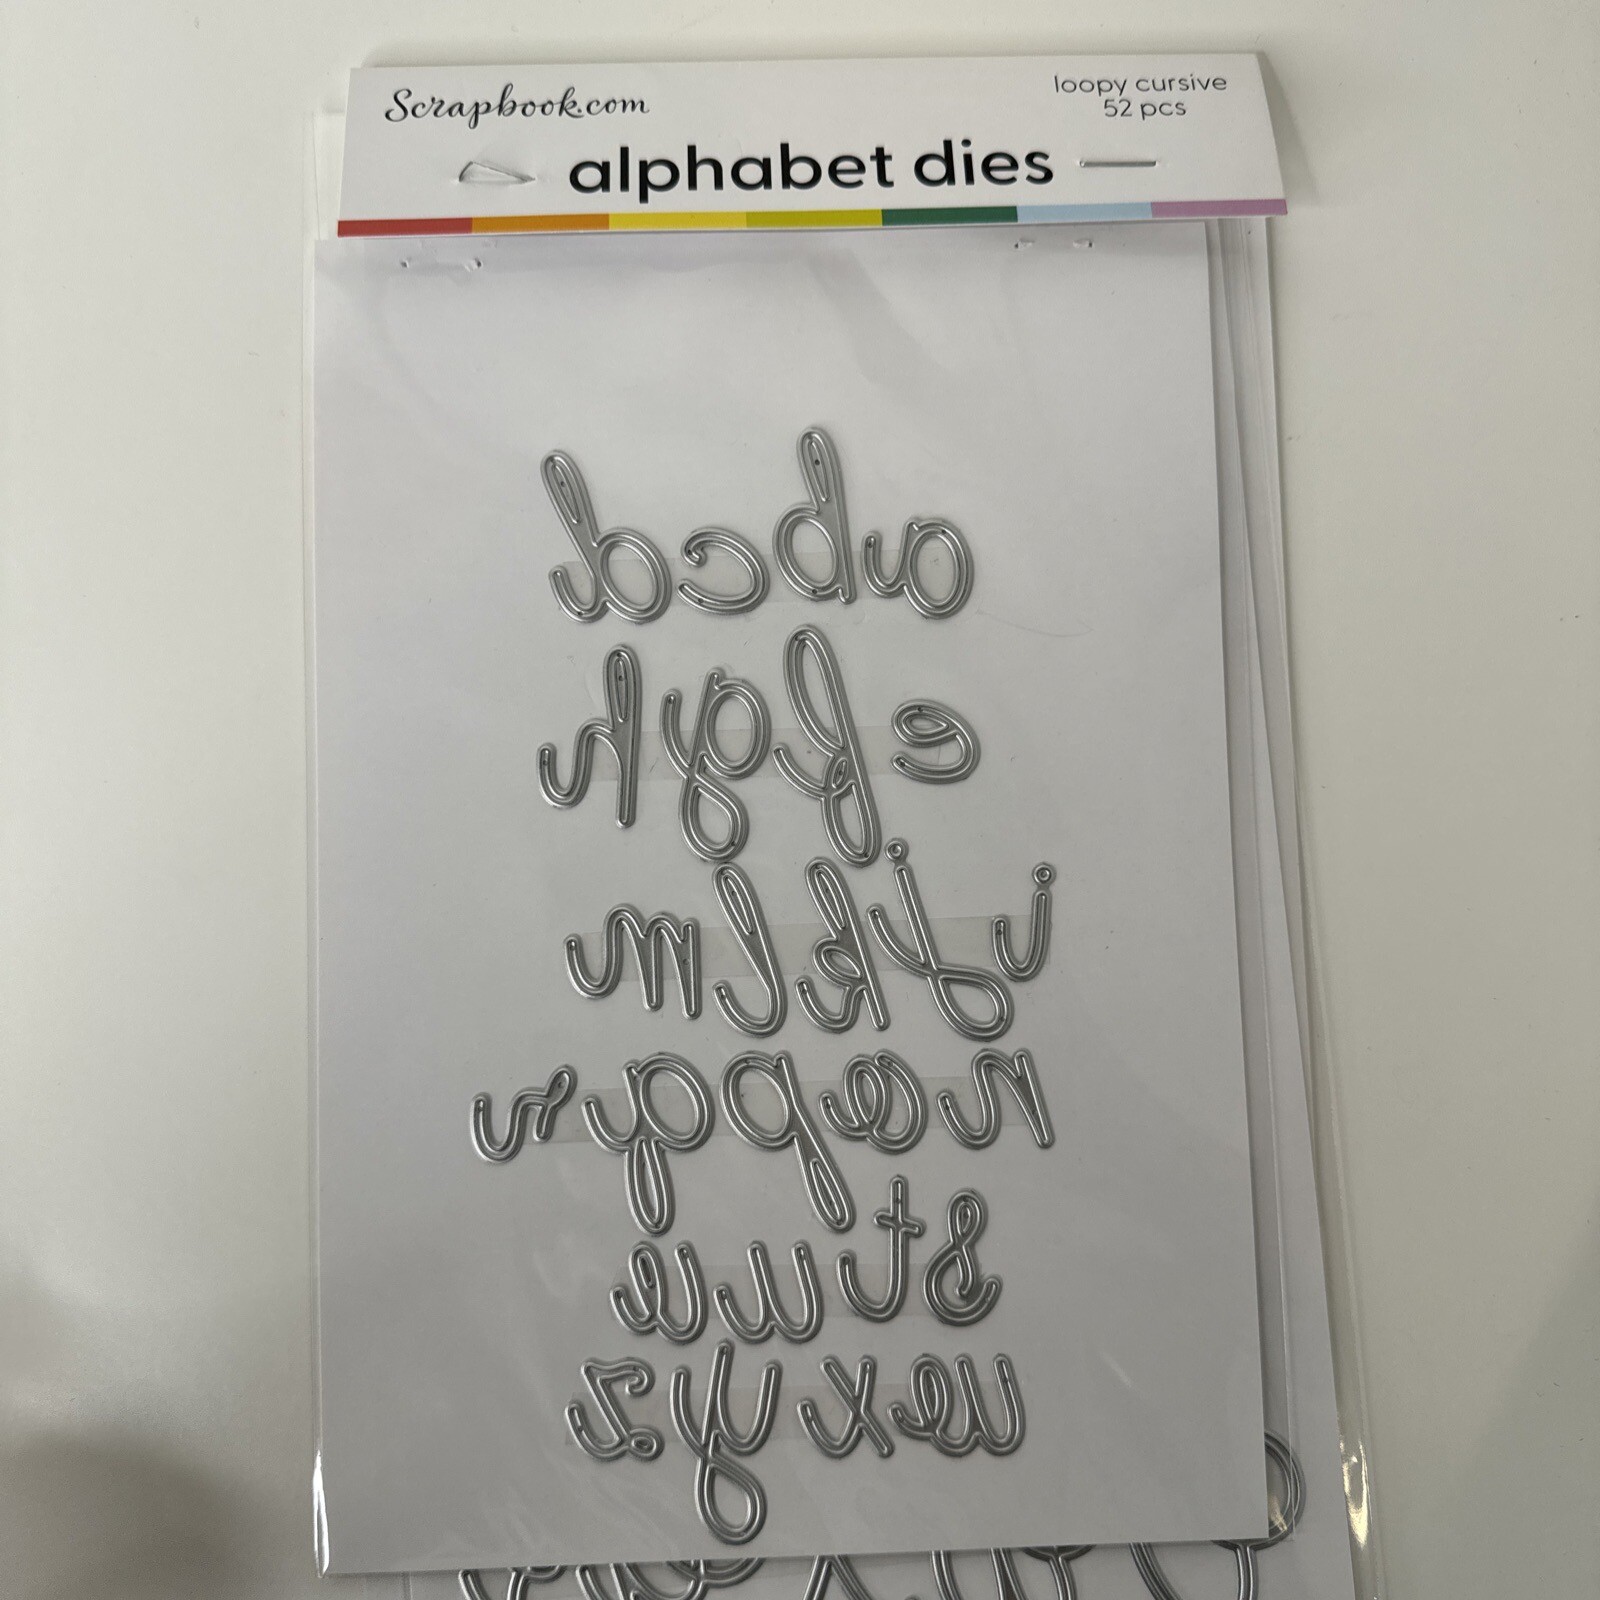 Scrapbook.com
loopy cursive
52 pcs
alphabet dies
a b c d
e f g h
i j k l m
n o p q r
s t u v
w x y z